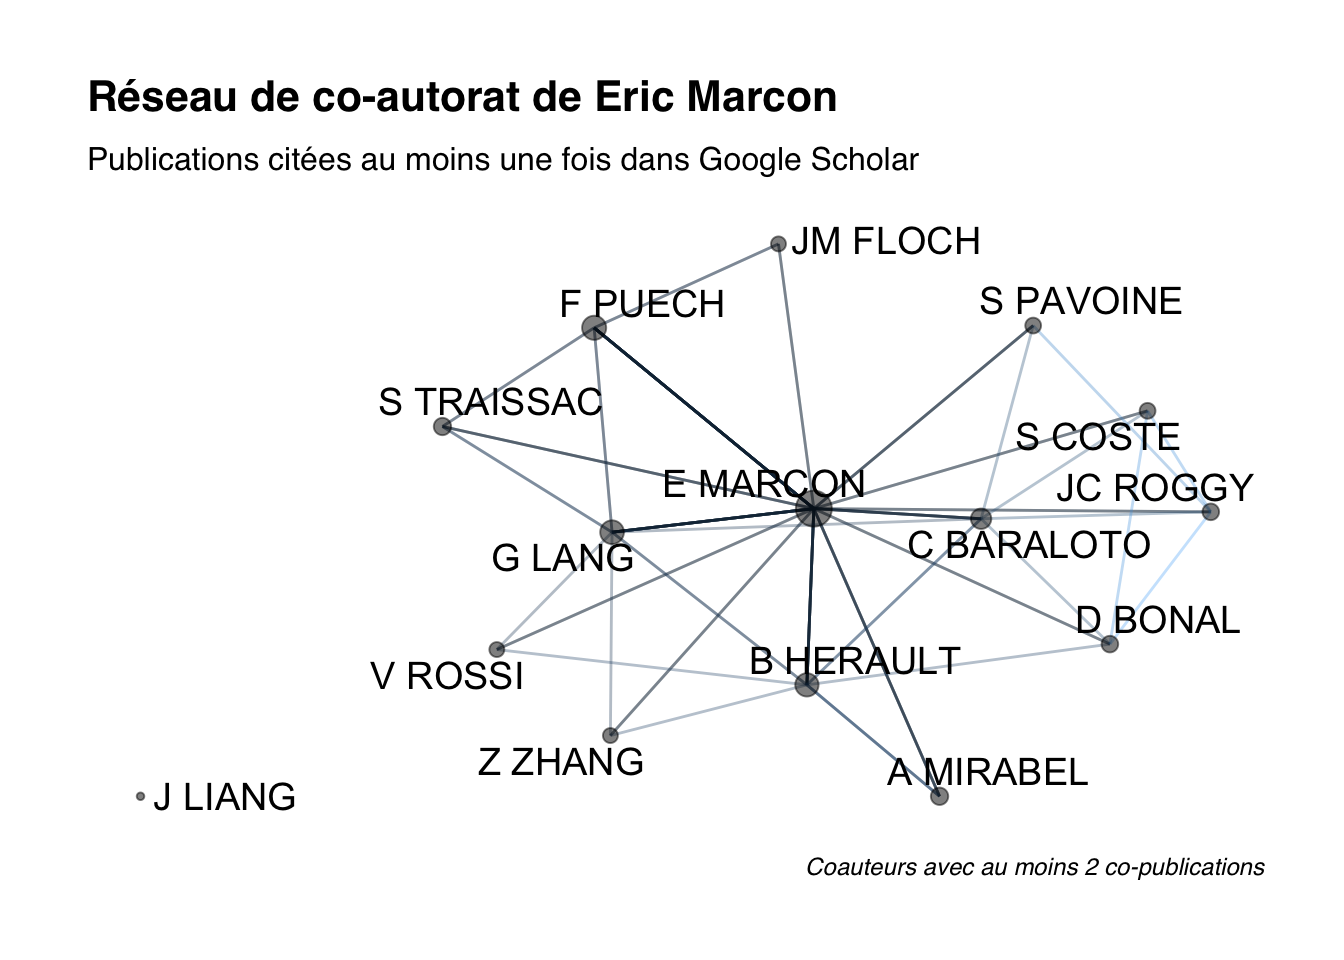 Réseau de co-autorat de Eric Marcon
Publications citées au moins une fois dans Google Scholar
JM FLOCH
F PUECH
S PAVOINE
S TRAISSAC
S COSTE
E MARCON
JC ROGGY
G LANG
C BARALOTO
D BONAL
V ROSSI
B HERAULT
Z ZHANG
A MIRABEL
J LIANG
Coauteurs avec au moins 2 co-publications